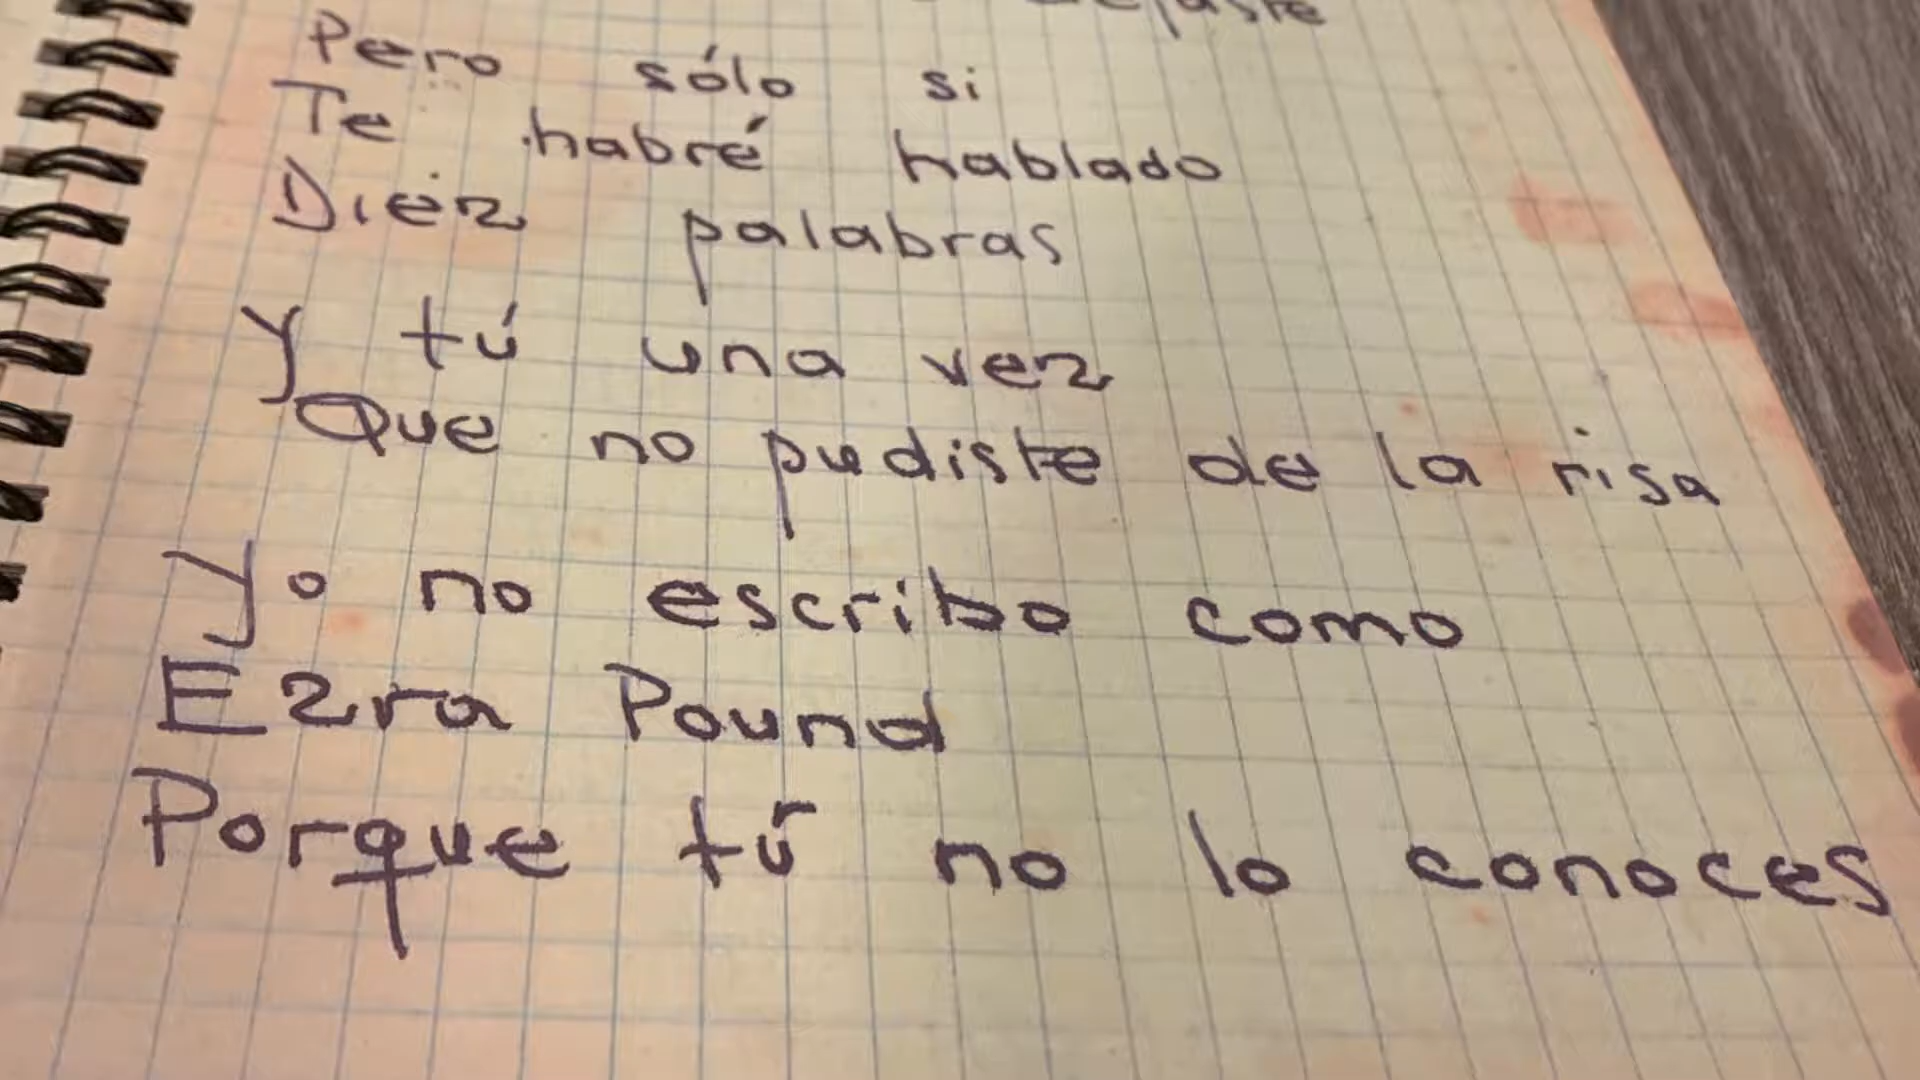 Pero sólo si
Te habré hablado
Diez palabras
Y tú una vez
Que no pudiste de la risa
Yo no escribo como
Ezra Pound
Porque tú no lo conoces